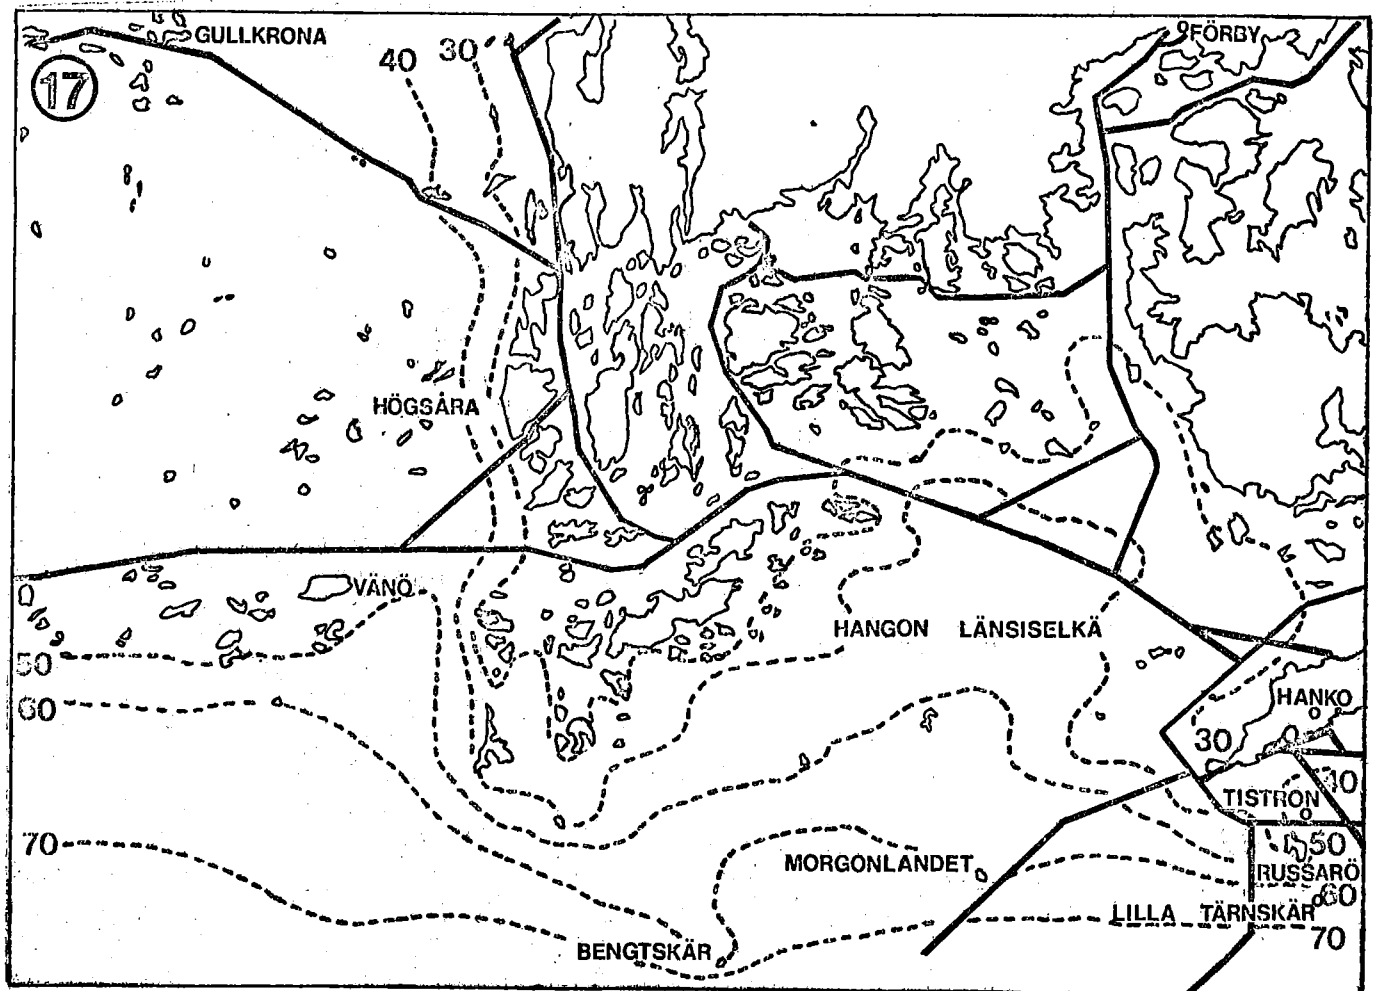 GULLKRONA
FÖRBY
40
30
17
HÖGSÅRA
VÄNÖ
HANGON LÄNSISELKÄ
50
60
HANKO
30
40
TISTRON
70
50
MORGONLANDET
RUSSARÖ
60
LILLA TÄRNSKÄR
70
BENGTSKÄR